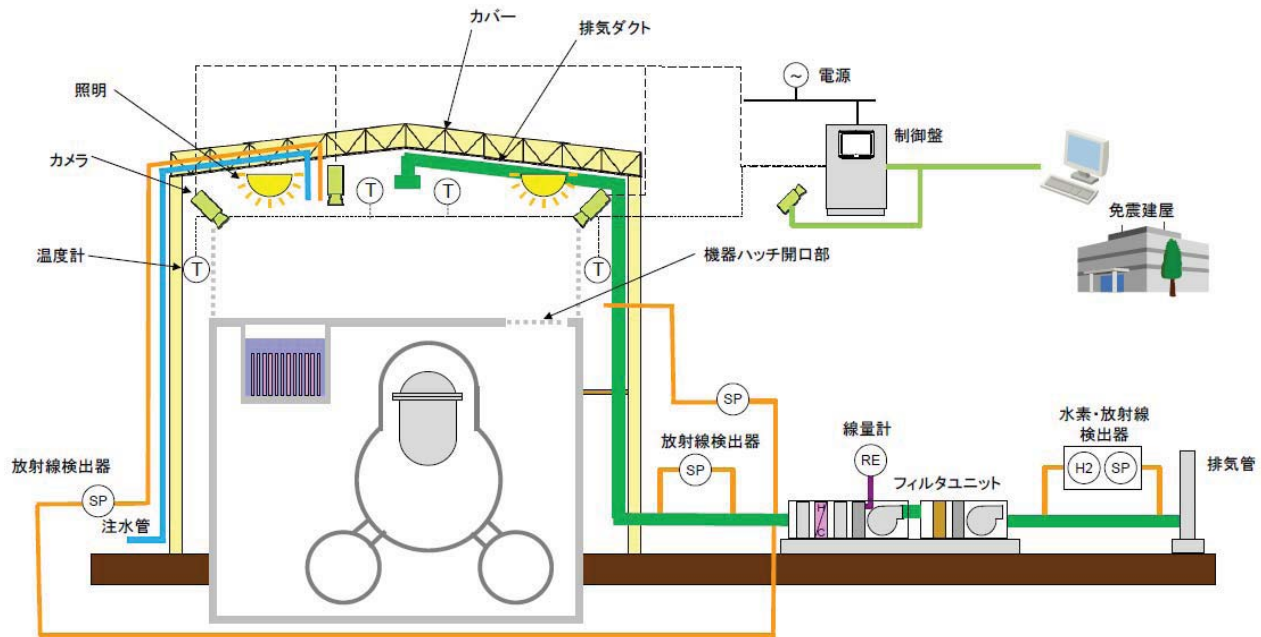 カバー
排気ダクト
照明
カメラ
温度計
~
電源
制御盤
免震建屋
T
T
T
T
機器ハッチ開口部
放射線検出器
SP
注水管
SP
放射線検出器
SP
線量計
RE
フィルタユニット
H
C
水素・放射線
検出器
H2
SP
排気管